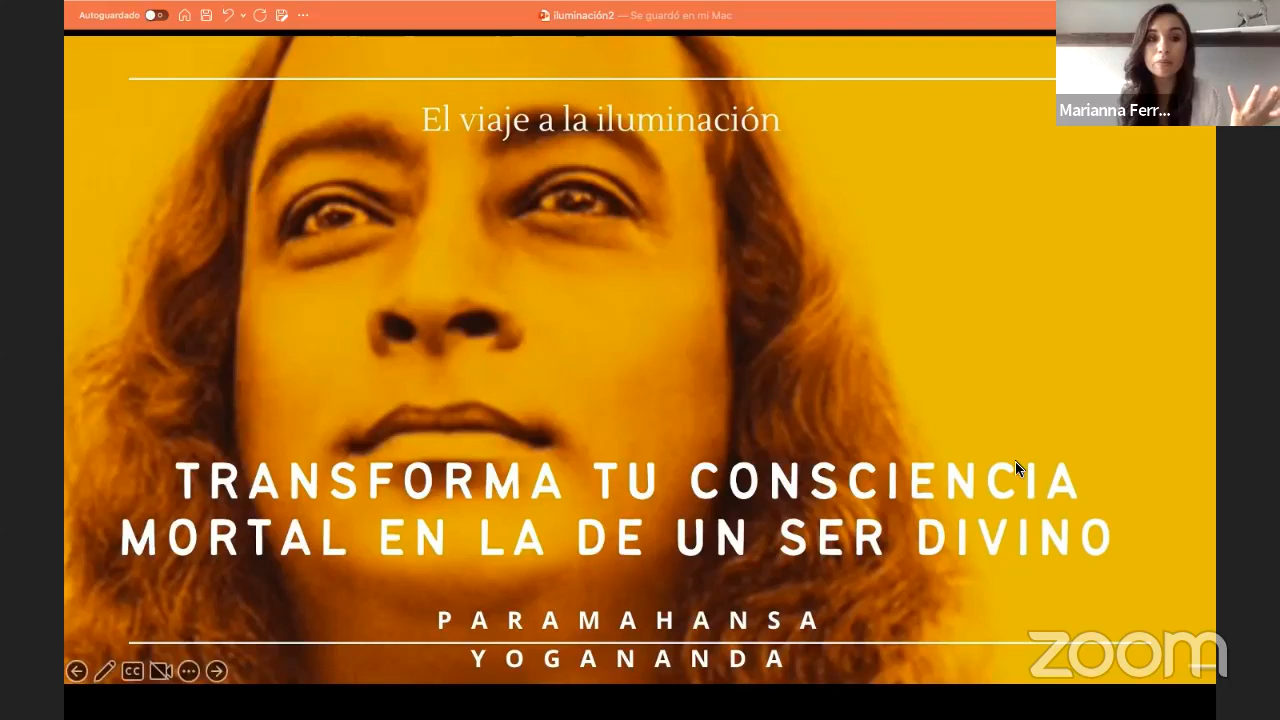 Autoguardado
iluminación2 — Se guardó en mi Mac
Marianna Ferr...
El viaje a la iluminación
TRANSFORMA TU CONSCIENCIA
MORTAL EN LA DE UN SER DIVINO
PARAMAHANSA
YOGANANDA
CC
zoom